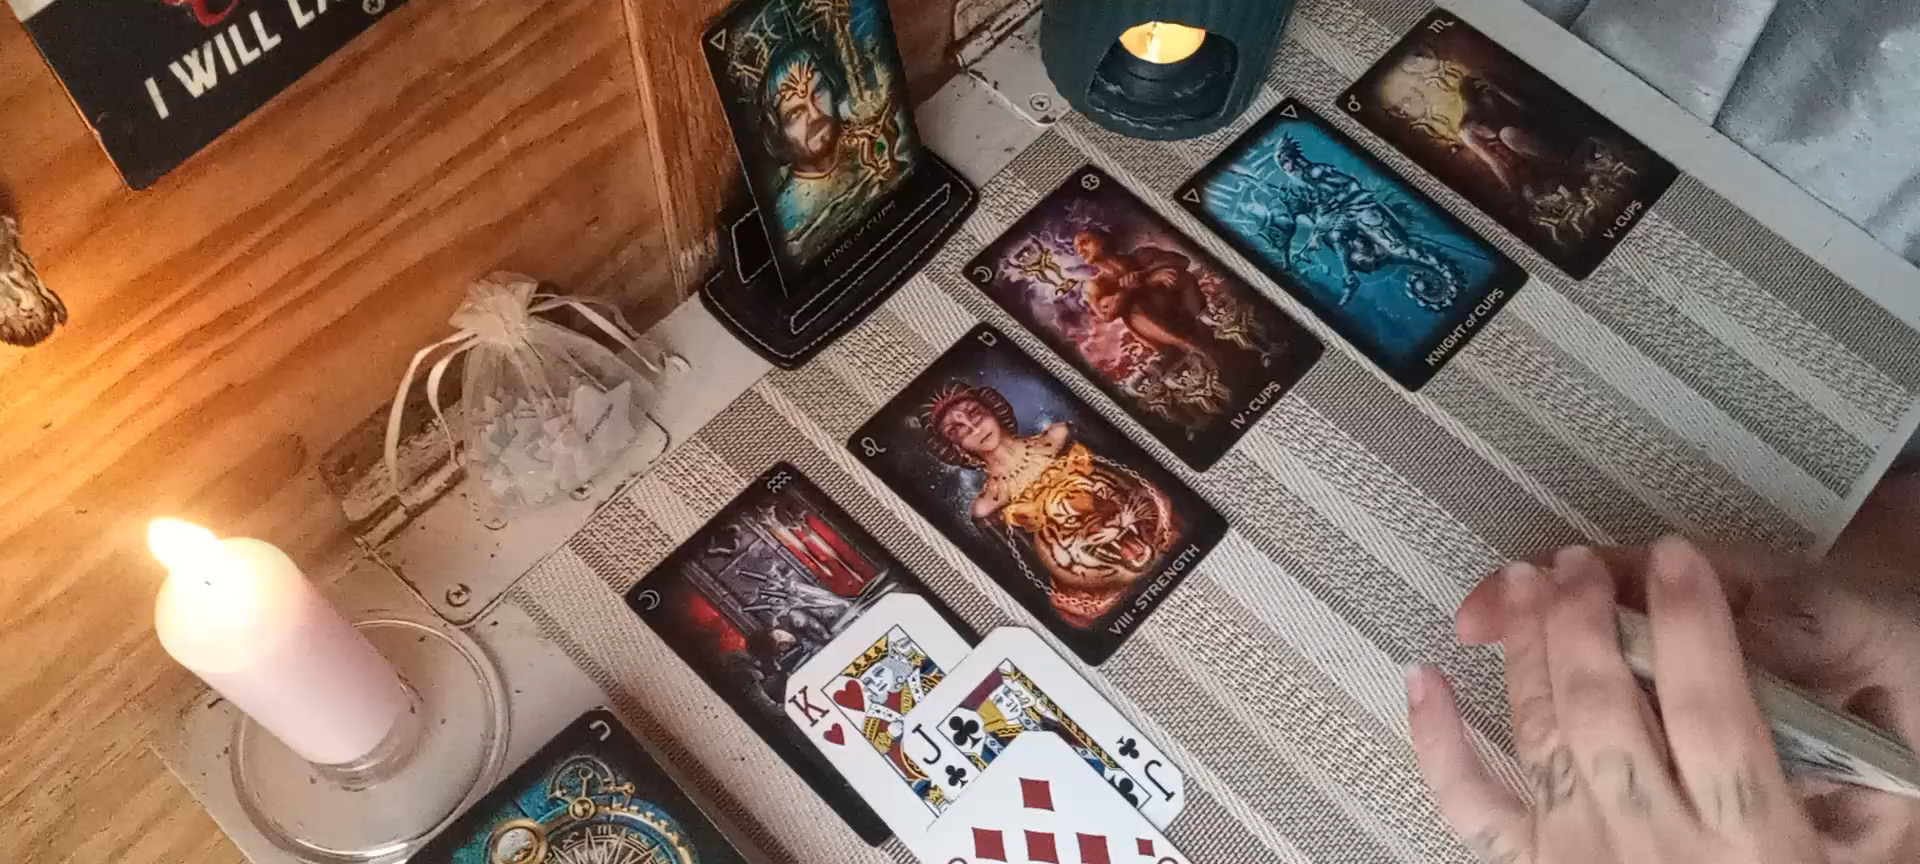 I WILL
KING of CUPS
V · CUPS
KNIGHT of CUPS
IV · CUPS
VIII · STRENGTH
K
J
J